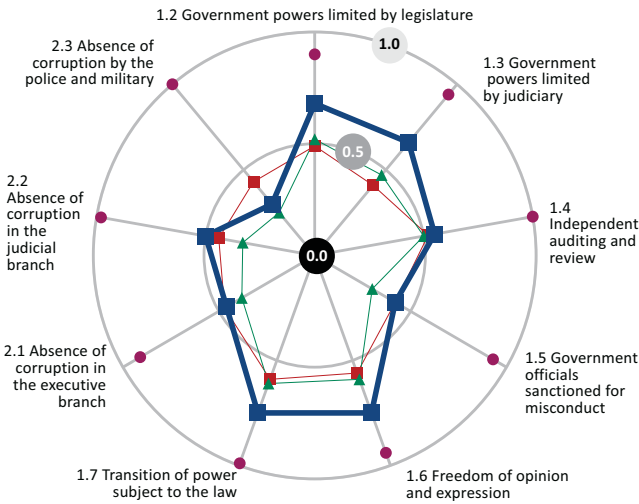 1.2 Government powers limited by legislature
1.0
2.3 Absence of
corruption by the
police and military
1.3 Government
powers limited
by judiciary
0.5
2.2
Absence of
corruption
in the
judicial
branch
1.4
Independent
auditing and
review
0.0
2.1 Absence of
corruption in
the executive
branch
1.5 Government
officials
sanctioned for
misconduct
1.7 Transition of power
subject to the law
1.6 Freedom of opinion
and expression